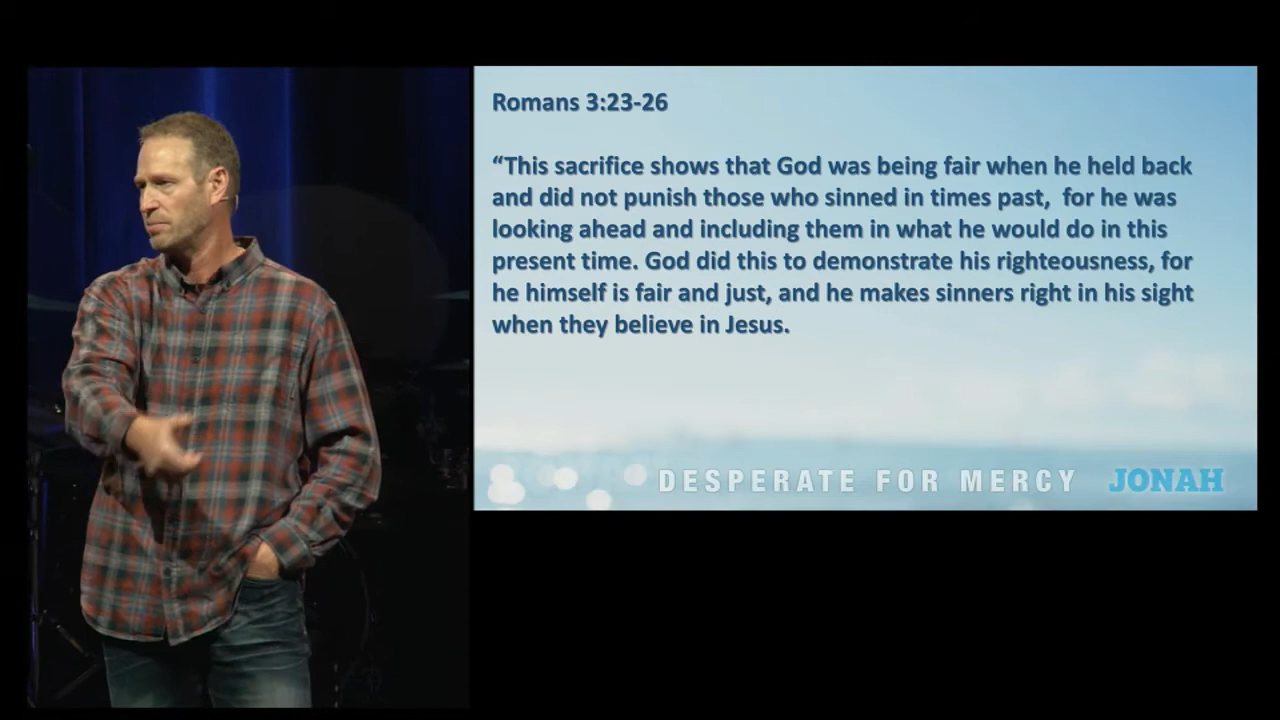 Romans 3:23-26
“This sacrifice shows that God was being fair when he held back
and did not punish those who sinned in times past,  for he was
looking ahead and including them in what he would do in this
present time. God did this to demonstrate his righteousness, for
he himself is fair and just, and he makes sinners right in his sight
when they believe in Jesus.
DESPERATE FOR MERCY JONAH